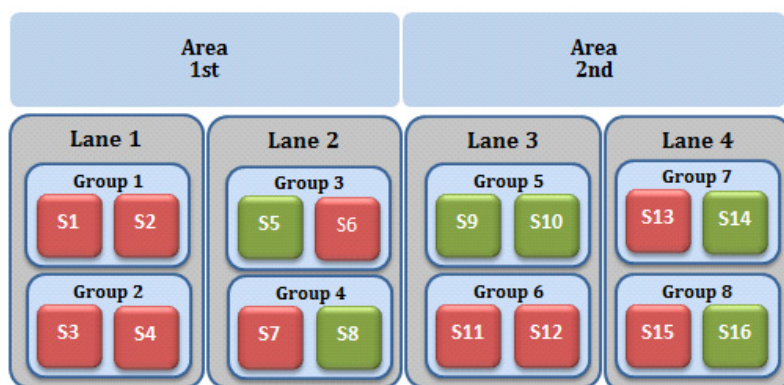 Area
1st
Area
2nd
Lane 1
Lane 2
Lane 3
Lane 4
Group 1
Group 3
Group 5
Group 7
S1 S2
S5 S6
S9 S10
S13 S14
Group 2
Group 4
Group 6
Group 8
S3 S4
S7 S8
S11 S12
S15 S16